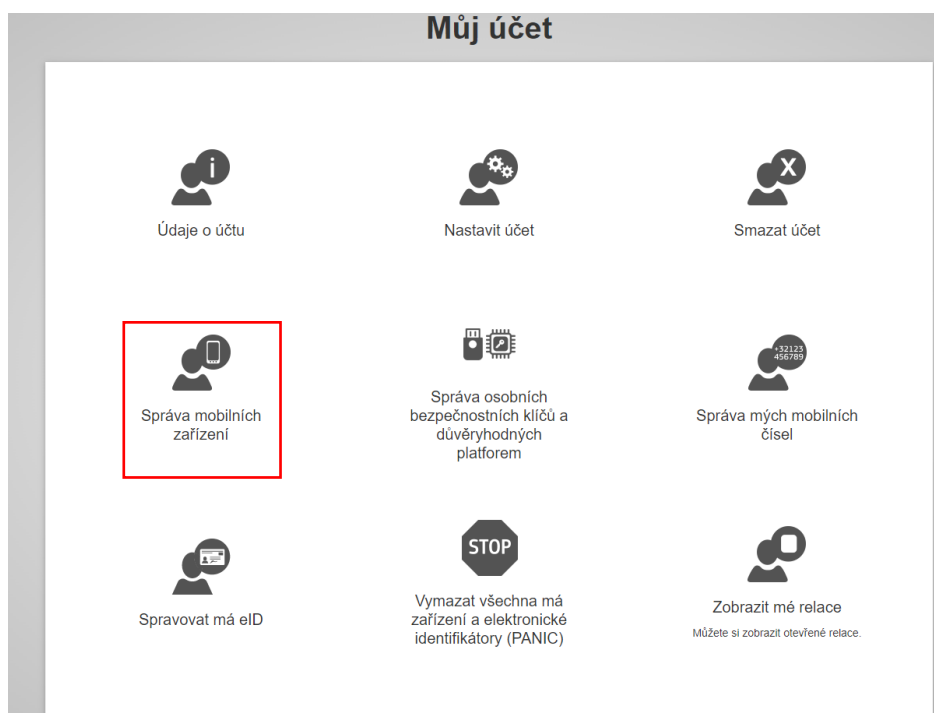 Můj účet
i
X
Údaje o účtu
Nastavit účet
Smazat účet
+32123
456789
Správa mobilních
zařízení
Správa osobních
bezpečnostních klíčů a
důvěryhodných
platforem
Správa mých mobilních
čísel
STOP
Spravovat má eID
Vymazat všechna má
zařízení a elektronické
identifikátory (PANIC)
Zobrazit mé relace
Můžete si zobrazit otevřené relace.